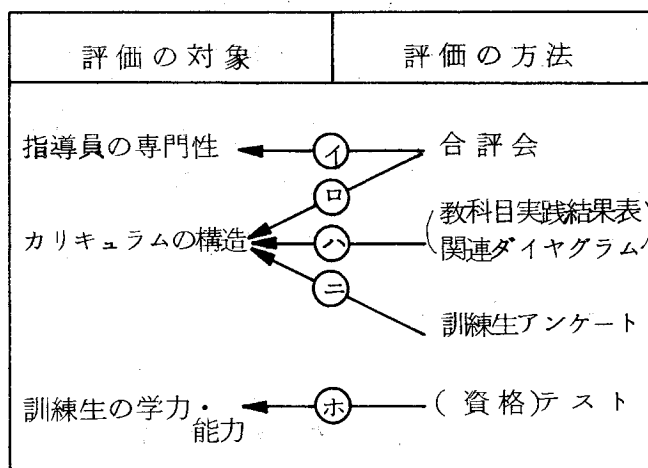 評価の対象 評価の方法
指導員の専門性 イ 合評会
ロ
教科目実践結果表
カリキュラムの構造 ハ
関連ダイヤグラム
ニ
訓練生アンケート
訓練生の学力・ ホ (資格)テスト
能力